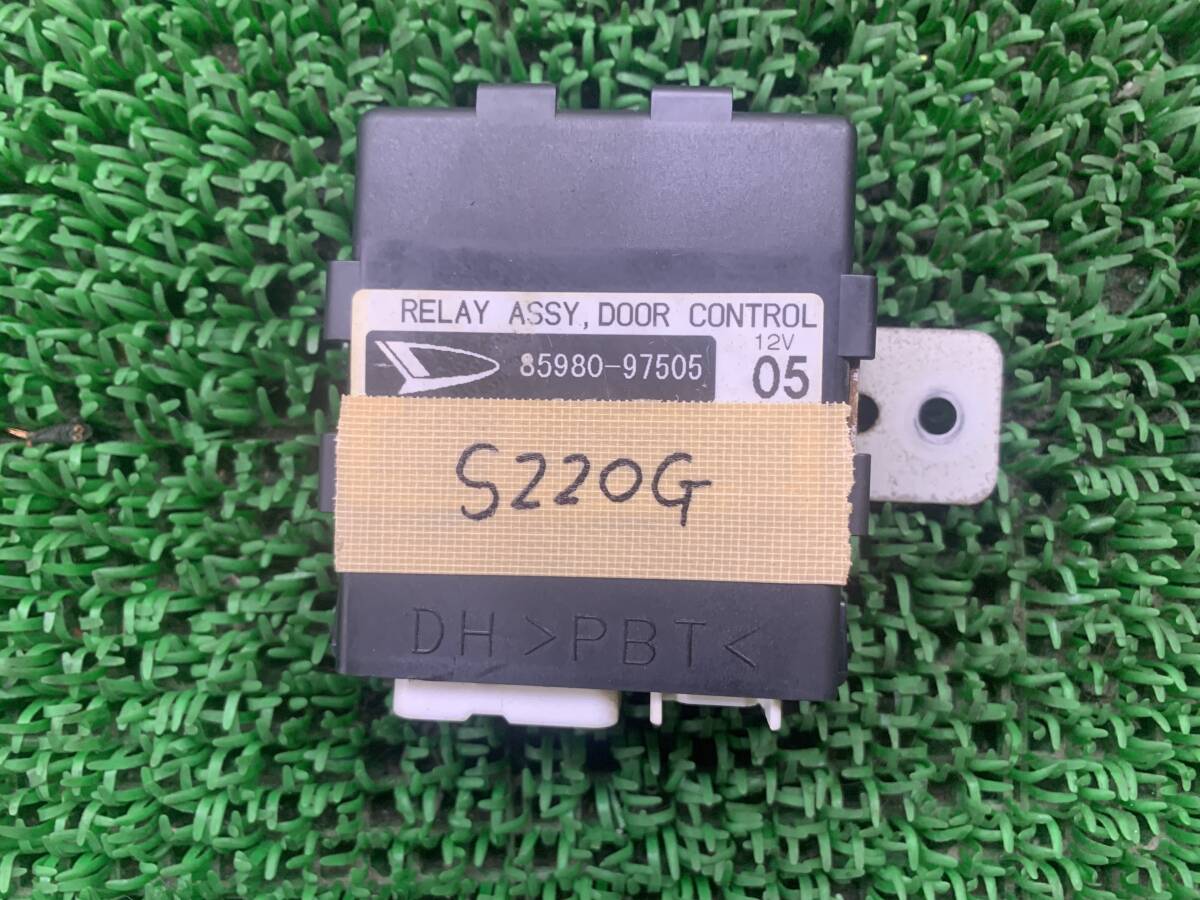 RELAY ASSY, DOOR CONTROL
12V
85980-97505 05
S220G
DH >PBT<